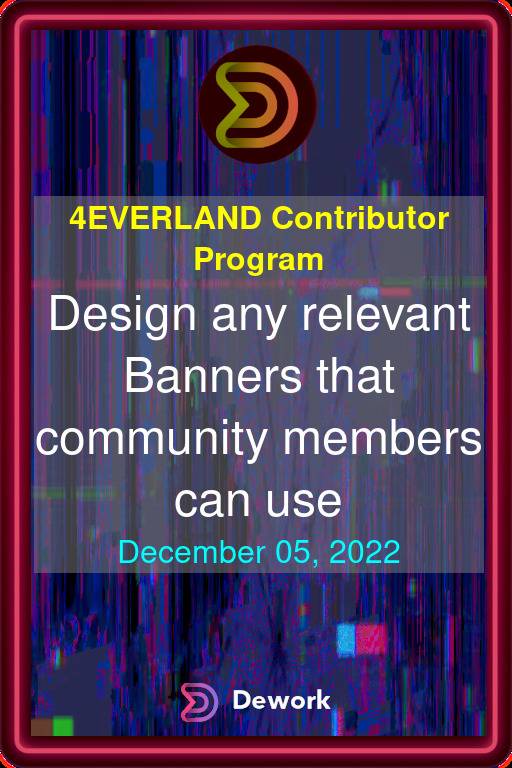 4EVERLAND Contributor
Program
Design any relevant
Banners that
community members
can use
December 05, 2022
Dework